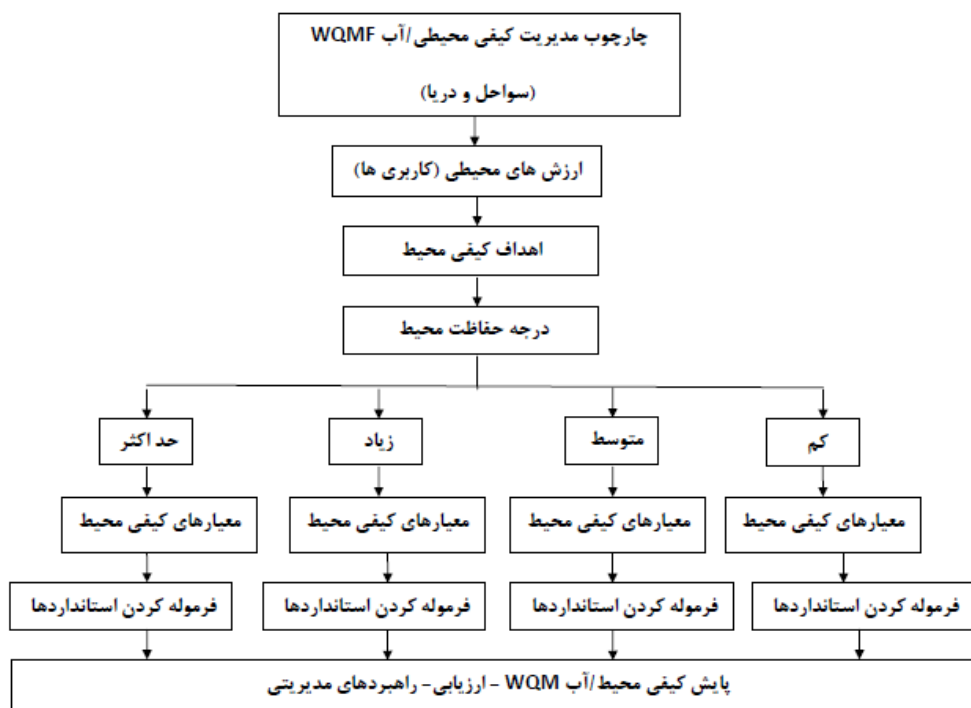 چارچوب مدیریت کیفی محیطی/آب WQMF
(سواحل و دریا)
ارزش های محیطی (کاربری ها)
اهداف کیفی محیط
درجه حفاظت محیط
کم
متوسط
زیاد
حد اکثر
معیارهای کیفی محیط
معیارهای کیفی محیط
معیارهای کیفی محیط
معیارهای کیفی محیط
فرموله کردن استانداردها
فرموله کردن استانداردها
فرموله کردن استانداردها
فرموله کردن استانداردها
پایش کیفی محیط/آب WQM - ارزیابی- راهبردهای مدیریتی